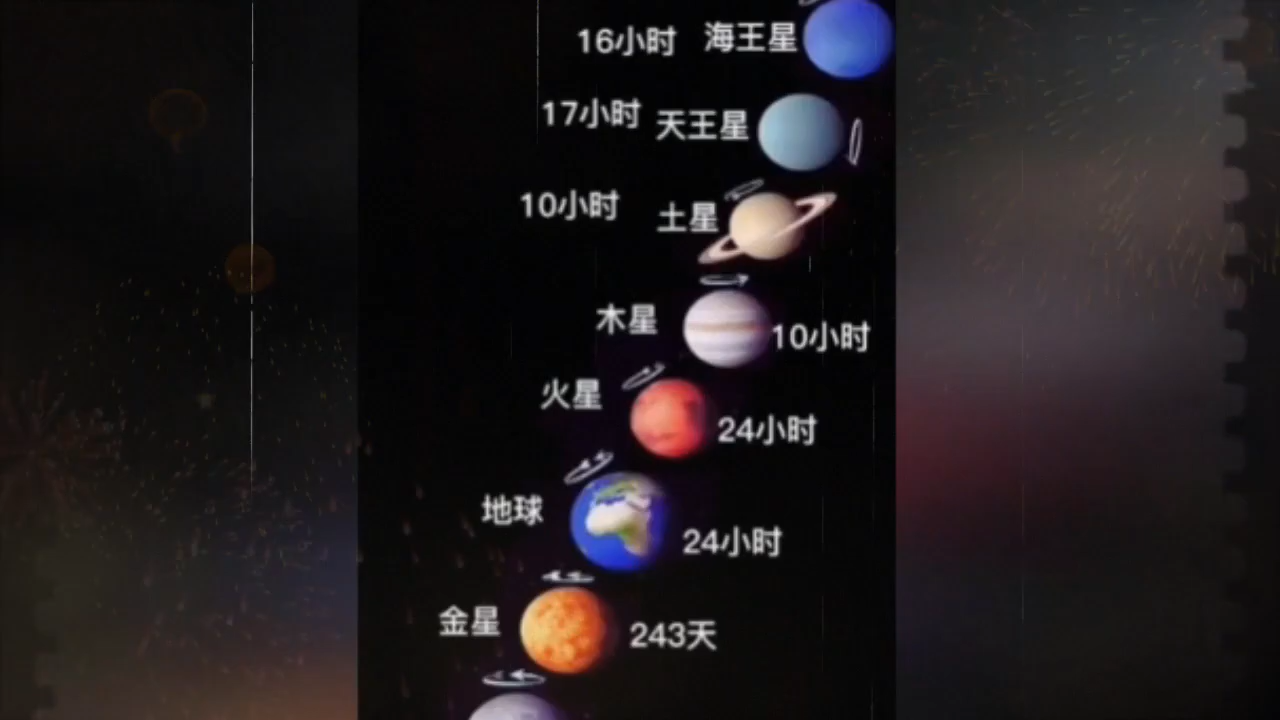 16小时 海王星
17小时 天王星
10小时 土星
木星 10小时
火星 24小时
地球 24小时
金星 243天